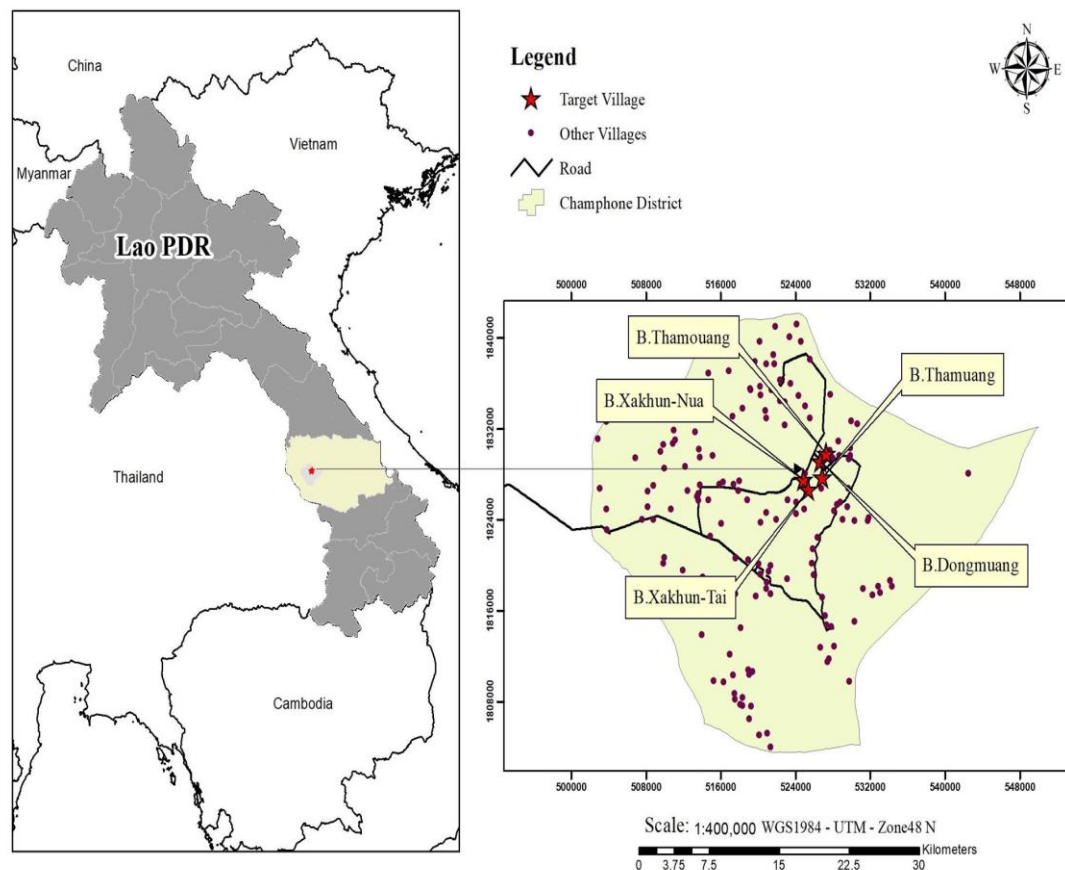 China
Vietnam
Myanmar
Lao PDR
Thailand
Cambodia
Legend
Target Village
Other Villages
Road
Champhone District
N
W E
S
500000 508000 516000 524000 532000 540000 548000
1840000
1832000
1824000
1816000
1808000
B.Thamouang
B.Thamuang
B.Xakhun-Nua
B.Dongmuang
B.Xakhun-Tai
500000 508000 516000 524000 532000 540000 548000
Scale: 1:400,000 WGS1984 - UTM - Zone48 N
Kilometers
0 3.75 7.5 15 22.5 30